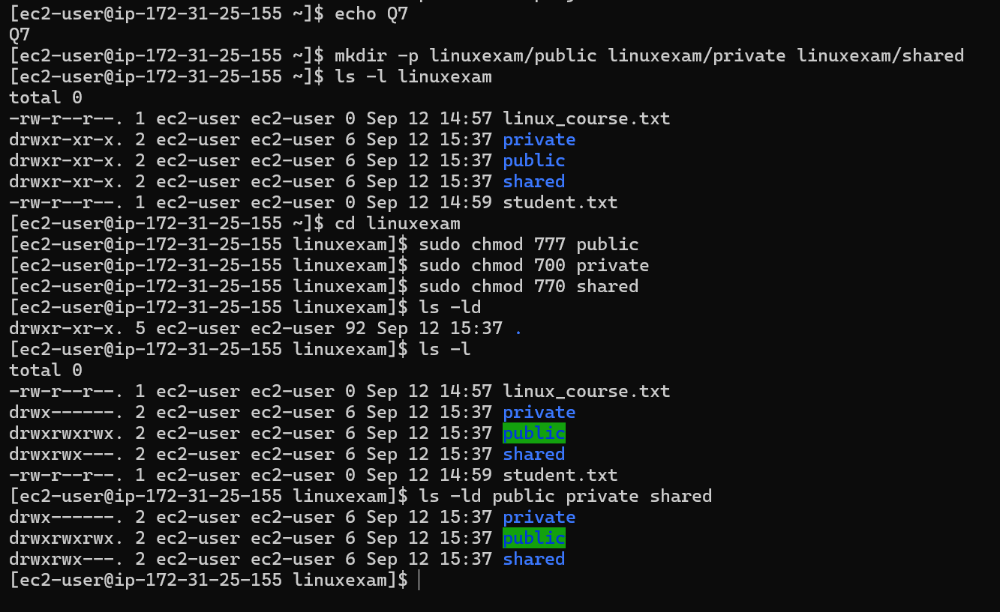 [ec2-user@ip-172-31-25-155 ~]$ echo Q7
Q7
[ec2-user@ip-172-31-25-155 ~]$ mkdir -p linuxexam/public linuxexam/private linuxexam/shared
[ec2-user@ip-172-31-25-155 ~]$ ls -l linuxexam
total 0
-rw-r--r--. 1 ec2-user ec2-user 0 Sep 12 14:57 linux_course.txt
drwxr-xr-x. 2 ec2-user ec2-user 6 Sep 12 15:37 private
drwxr-xr-x. 2 ec2-user ec2-user 6 Sep 12 15:37 public
drwxr-xr-x. 2 ec2-user ec2-user 6 Sep 12 15:37 shared
-rw-r--r--. 1 ec2-user ec2-user 0 Sep 12 14:59 student.txt
[ec2-user@ip-172-31-25-155 ~]$ cd linuxexam
[ec2-user@ip-172-31-25-155 linuxexam]$ sudo chmod 777 public
[ec2-user@ip-172-31-25-155 linuxexam]$ sudo chmod 700 private
[ec2-user@ip-172-31-25-155 linuxexam]$ sudo chmod 770 shared
[ec2-user@ip-172-31-25-155 linuxexam]$ ls -ld
drwxr-xr-x. 5 ec2-user ec2-user 92 Sep 12 15:37 .
[ec2-user@ip-172-31-25-155 linuxexam]$ ls -l
total 0
-rw-r--r--. 1 ec2-user ec2-user 0 Sep 12 14:57 linux_course.txt
drwx------. 2 ec2-user ec2-user 6 Sep 12 15:37 private
drwxrwxrwx. 2 ec2-user ec2-user 6 Sep 12 15:37 public
drwxrwx---. 2 ec2-user ec2-user 6 Sep 12 15:37 shared
-rw-r--r--. 1 ec2-user ec2-user 0 Sep 12 14:59 student.txt
[ec2-user@ip-172-31-25-155 linuxexam]$ ls -ld public private shared
drwx------. 2 ec2-user ec2-user 6 Sep 12 15:37 private
drwxrwxrwx. 2 ec2-user ec2-user 6 Sep 12 15:37 public
drwxrwx---. 2 ec2-user ec2-user 6 Sep 12 15:37 shared
[ec2-user@ip-172-31-25-155 linuxexam]$